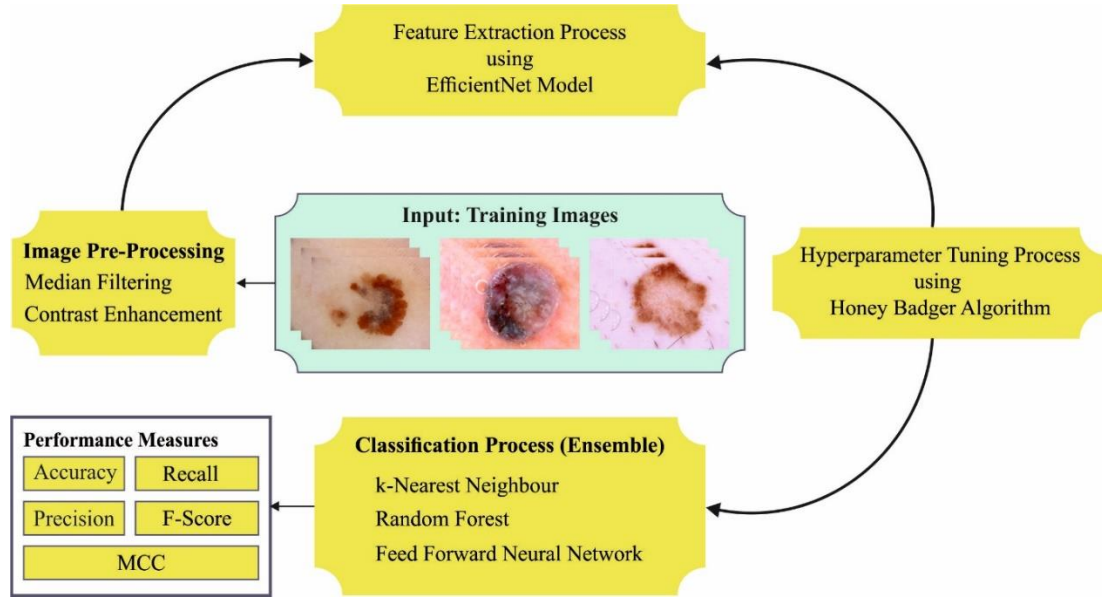 Feature Extraction Process
using
EfficientNet Model
Input: Training Images
Image Pre-Processing
Median Filtering
Contrast Enhancement
Hyperparameter Tuning Process
using
Honey Badger Algorithm
Classification Process (Ensemble)
k-Nearest Neighbour
Random Forest
Feed Forward Neural Network
Performance Measures
Accuracy
Recall
Precision
F-Score
MCC